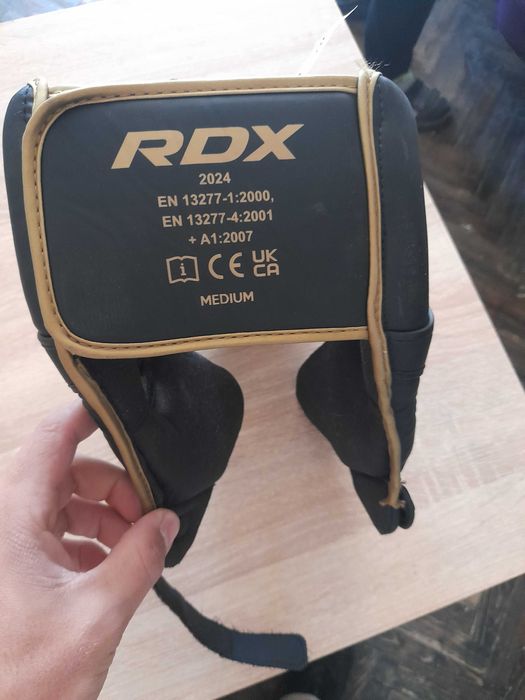 RDX
2024
EN 13277-1:2000,
EN 13277-4:2001
+ A1:2007
i CE UK
CA
MEDIUM